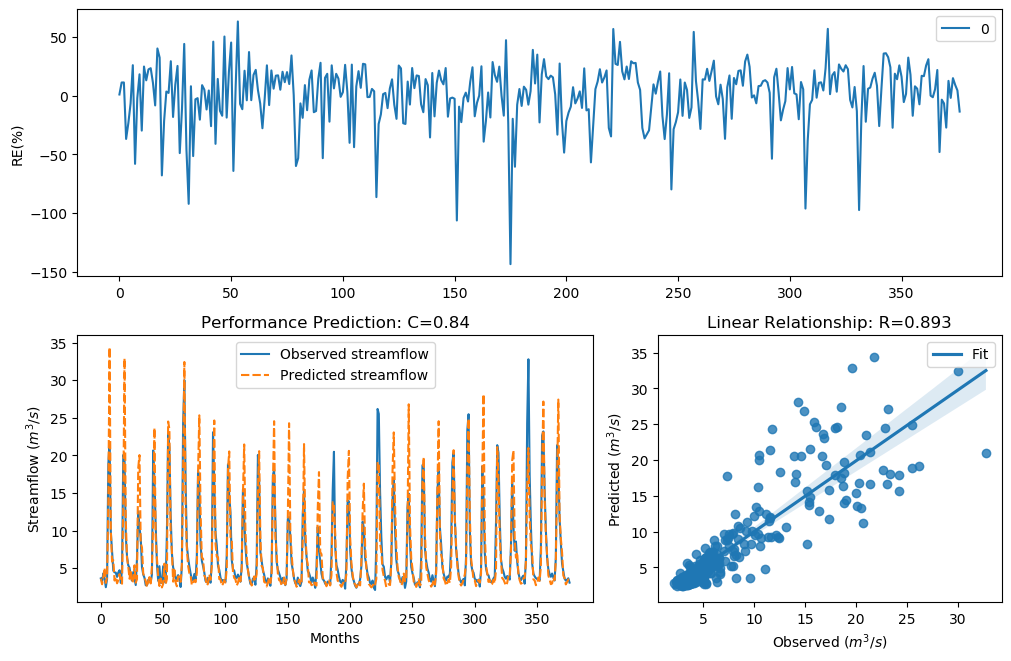 50
0
−50
−100
−150
RE(%)
0
0 50 100 150 200 250 300 350
Performance Prediction: C=0.84
35
30
25
20
15
10
5
Streamflow (m³/s)
Observed streamflow
Predicted streamflow
0 50 100 150 200 250 300 350
Months
Linear Relationship: R=0.893
35
30
25
20
15
10
5
Predicted (m³/s)
Fit
5 10 15 20 25 30
Observed (m³/s)